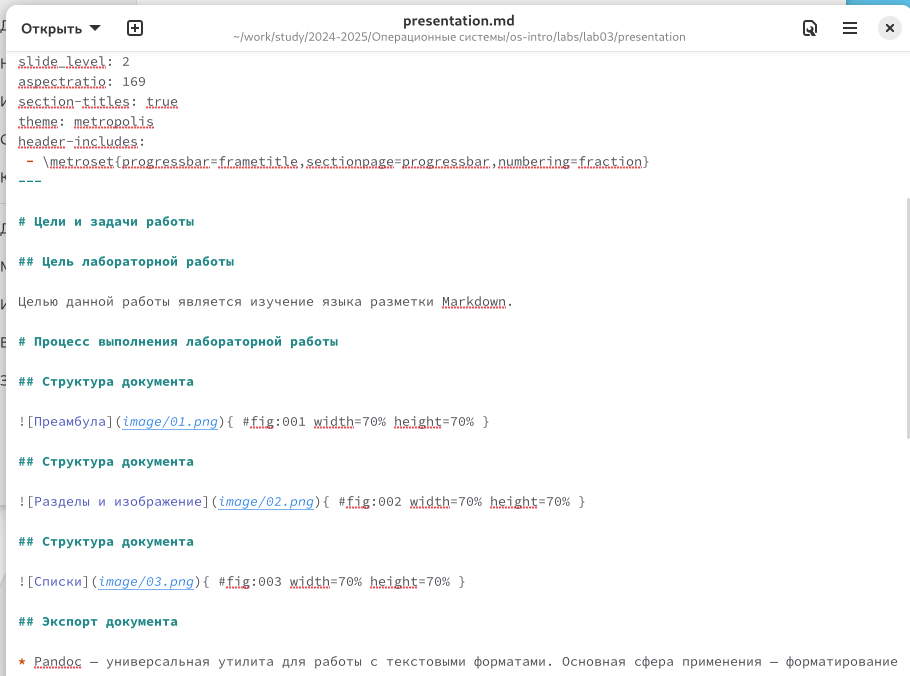 Открыть
presentation.md
~/work/study/2024-2025/Операционные системы/os-intro/labs/lab03/presentation
slide_level: 2
aspectratio: 169
section-titles: true
theme: metropolis
header-includes:
- \metroset{progressbar=frametitle,sectionpage=progressbar,numbering=fraction}
---
# Цели и задачи работы
## Цель лабораторной работы
Целью данной работы является изучение языка разметки Markdown.
# Процесс выполнения лабораторной работы
## Структура документа
![Преамбула](image/01.png){ #fig:001 width=70% height=70% }
## Структура документа
![Разделы и изображение](image/02.png){ #fig:002 width=70% height=70% }
## Структура документа
![Списки](image/03.png){ #fig:003 width=70% height=70% }
## Экспорт документа
* Pandoc — универсальная утилита для работы с текстовыми форматами. Основная сфера применения — форматирование